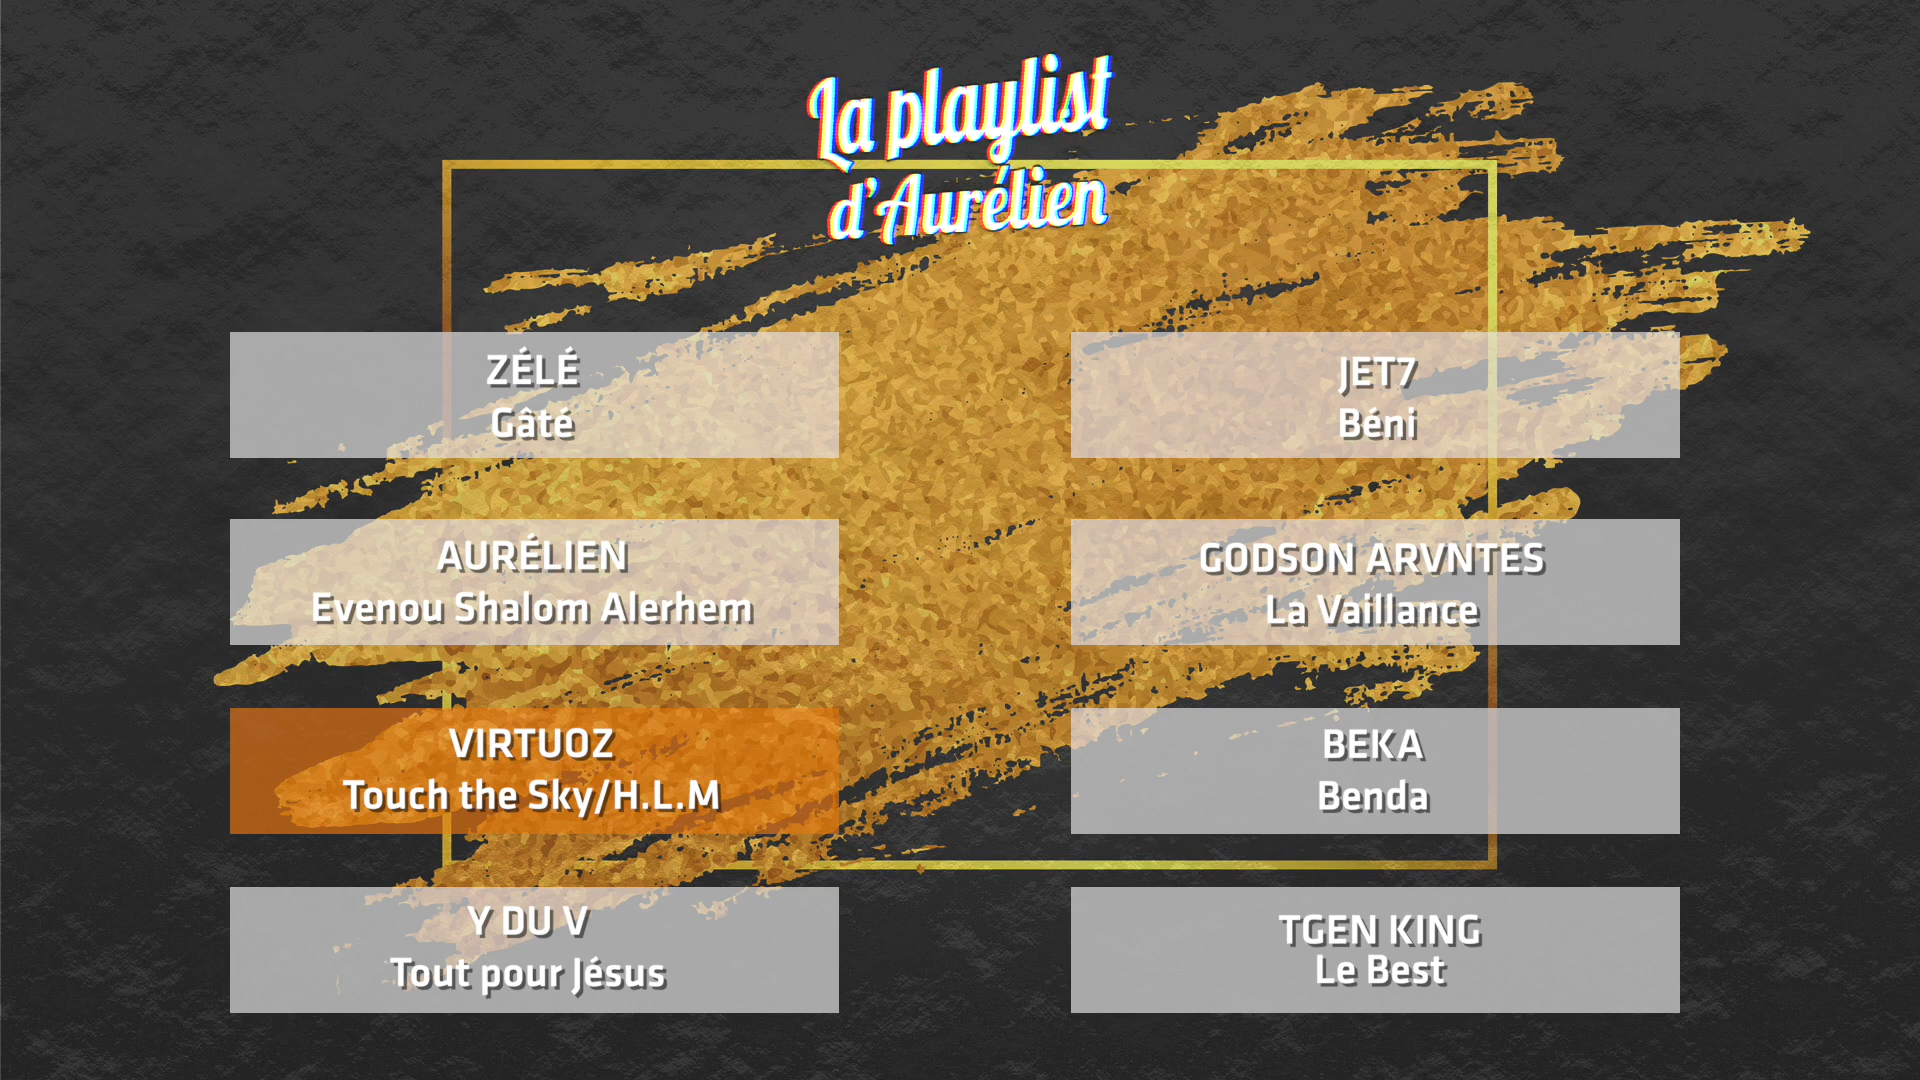 La playlist
d'Aurélien
ZÉLÉ
Gâté
AURÉLIEN
Evenou Shalom Alerhem
VIRTUOZ
Touch the Sky/H.L.M
Y DU V
Tout pour Jésus
JET7
Béni
GODSON ARVNTES
La Vaillance
BEKA
Benda
TGEN KING
Le Best